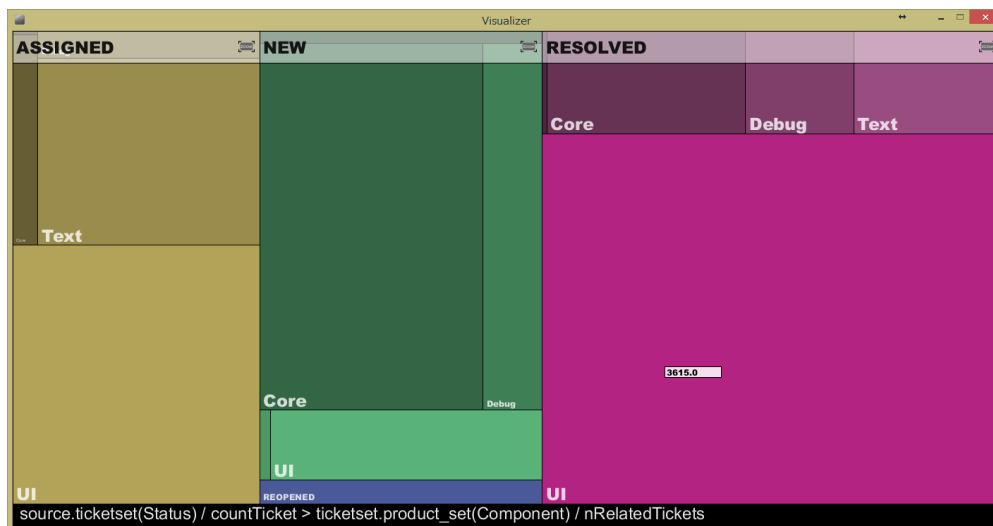 Visualizer
ASSIGNED
NEW
RESOLVED
Core
Debug
Text
Core
Text
3615.0
Core
Debug
UI
UI
REOPENED
UI
source.ticketset(Status) / countTicket > ticketset.product_set(Component) / nRelatedTickets